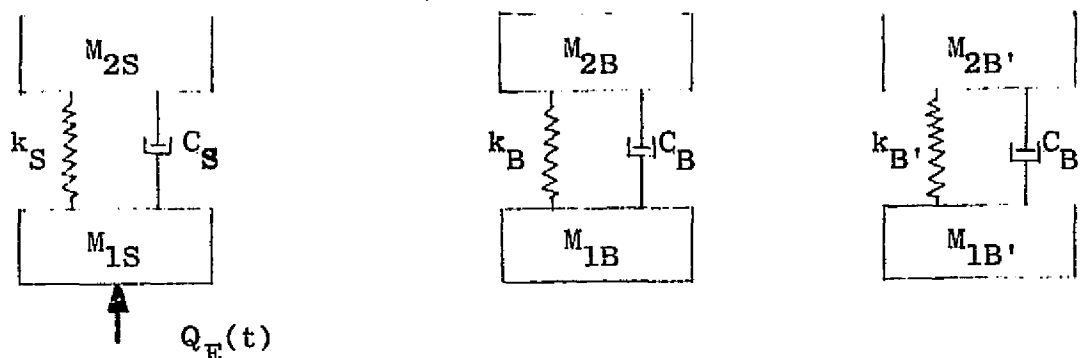 M2S M2B M2B'
kS CS kB CB kB' CB
M1S M1B M1B'
QE(t)